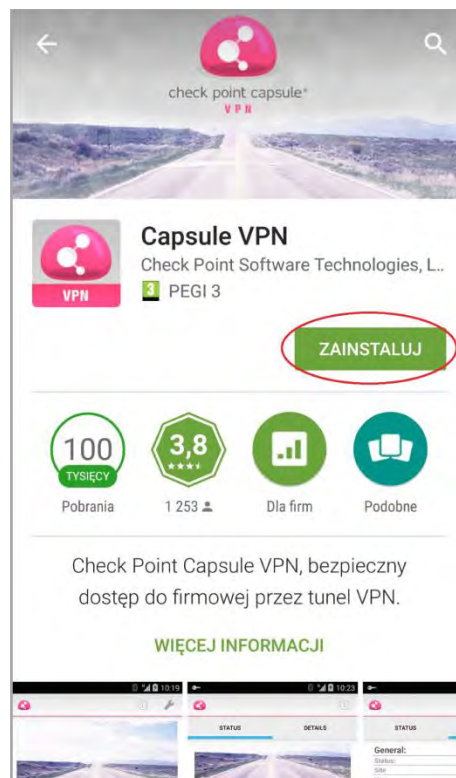 check point capsule®
VPN
Capsule VPN
Check Point Software Technologies, L..
VPN
3 PEGI 3
ZAINSTALUJ
100
TYSIĘCY
3,8
Pobrania
1 253
Dla firm
Podobne
Check Point Capsule VPN, bezpieczny
dostęp do firmowej przez tunel VPN.
WIĘCEJ INFORMACJI
10:19
10:23
STATUS DETAILS
STATUS
General:
Status:
Site